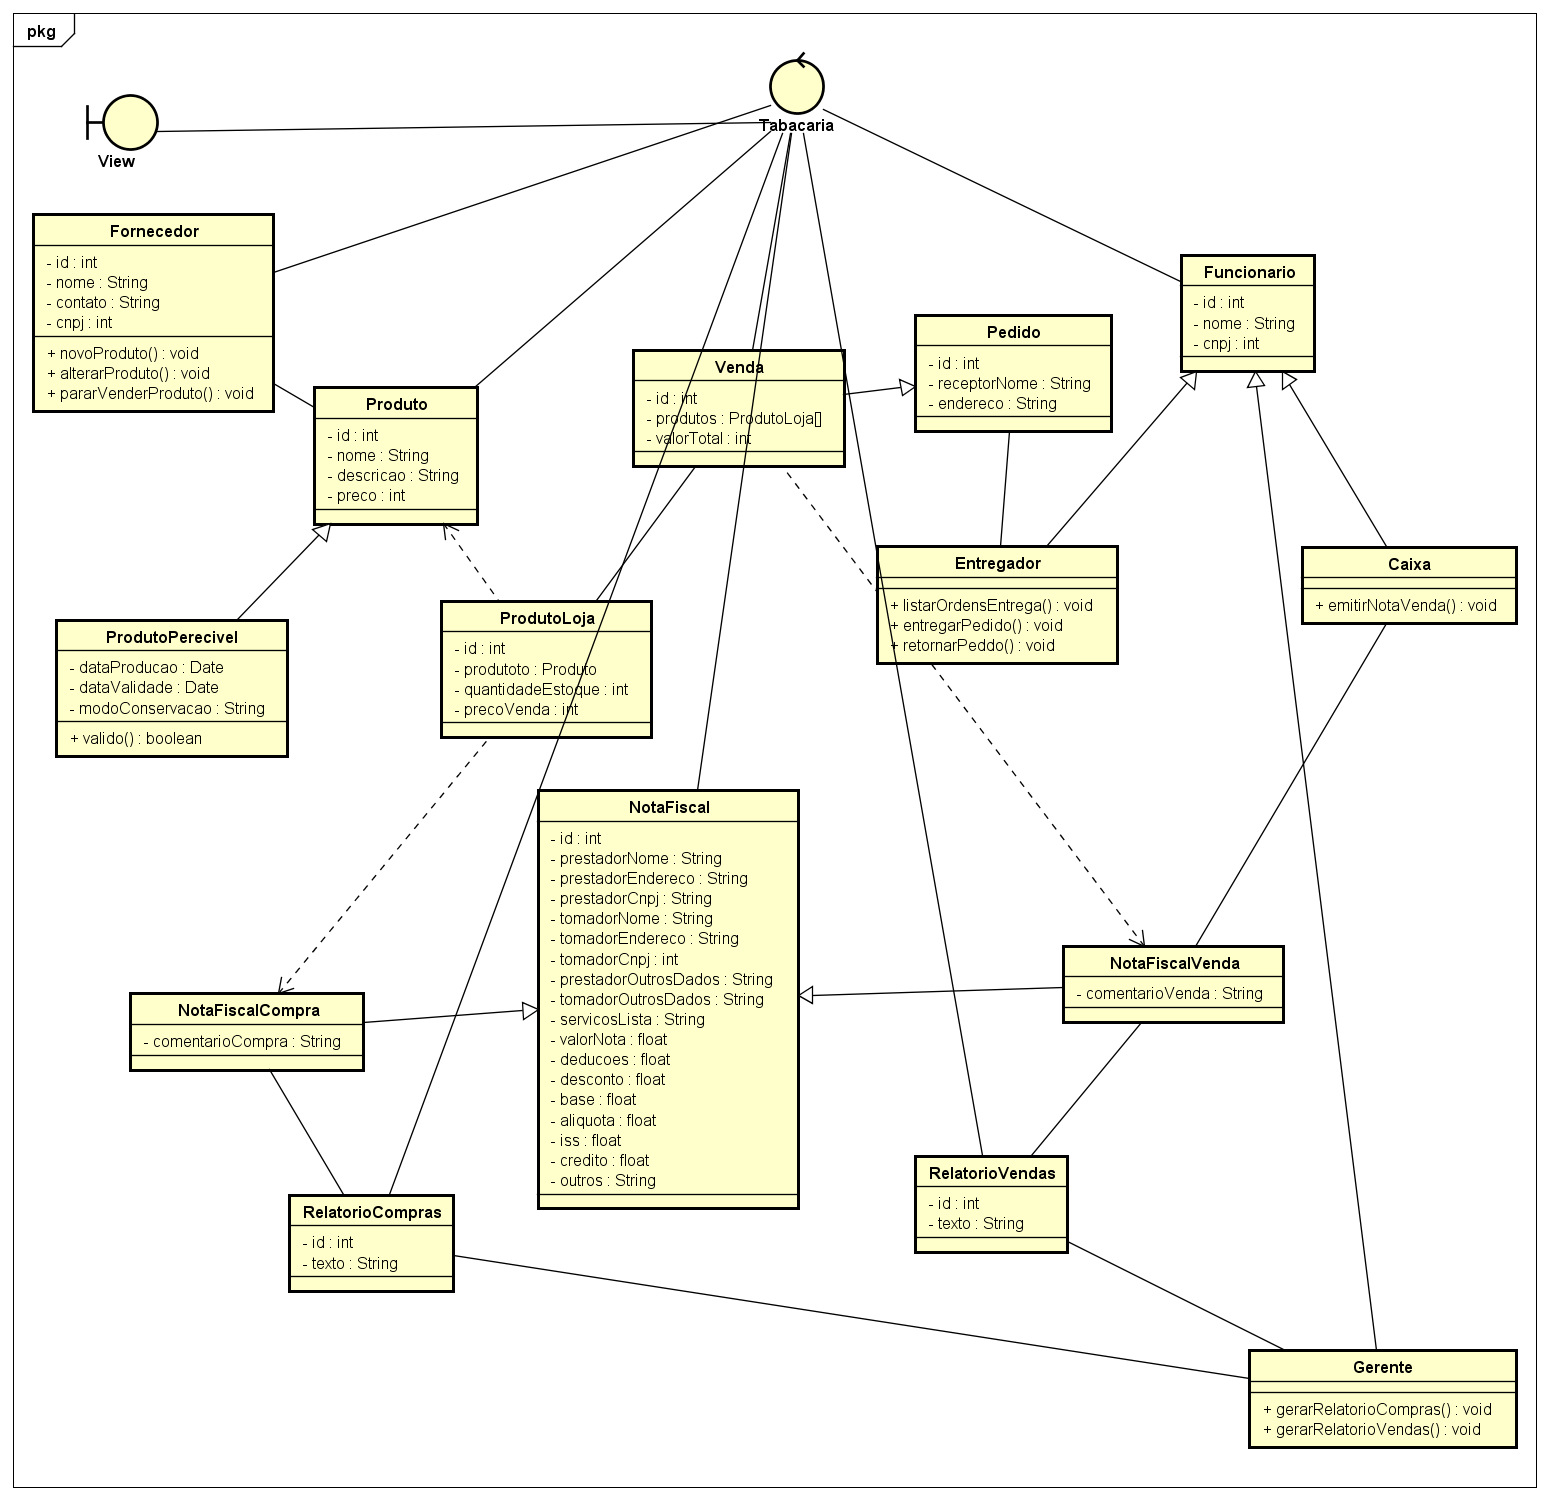 pkg
Tabacaria
View
Fornecedor
- id : int
- nome : String
- contato : String
- cnpj : int
+ novoProduto() : void
+ alterarProduto() : void
+ pararVenderProduto() : void
Funcionario
- id : int
- nome : String
- cnpj : int
Pedido
- id : int
- receptorNome : String
- endereco : String
Venda
- id : int
- produtos : ProdutoLoja[]
- valorTotal : int
Produto
- id : int
- nome : String
- descricao : String
- preco : int
Entregador
+ listarOrdensEntrega() : void
+ entregarPedido() : void
+ retornarPeddo() : void
Caixa
+ emitirNotaVenda() : void
ProdutoPerecivel
- dataProducao : Date
- dataValidade : Date
- modoConservacao : String
+ valido() : boolean
ProdutoLoja
- id : int
- produtoto : Produto
- quantidadeEstoque : int
- precoVenda : int
NotaFiscal
- id : int
- prestadorNome : String
- prestadorEndereco : String
- prestadorCnpj : String
- tomadorNome : String
- tomadorEndereco : String
- tomadorCnpj : int
- prestadorOutrosDados : String
- tomadorOutrosDados : String
- servicosLista : String
- valorNota : float
- deducoes : float
- desconto : float
- base : float
- aliquota : float
- iss : float
- credito : float
- outros : String
NotaFiscalVenda
- comentarioVenda : String
NotaFiscalCompra
- comentarioCompra : String
RelatorioVendas
- id : int
- texto : String
RelatorioCompras
- id : int
- texto : String
Gerente
+ gerarRelatorioCompras() : void
+ gerarRelatorioVendas() : void